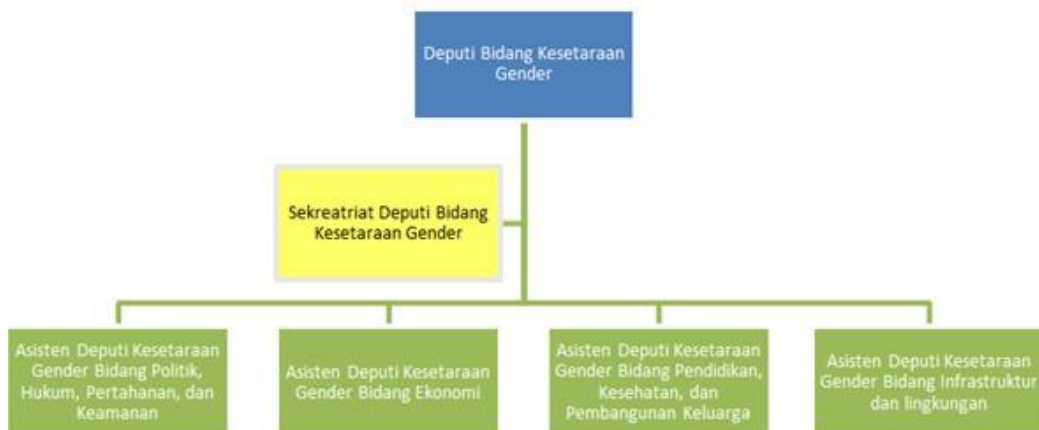 Deputi Bidang Kesetaraan
Gender
Sekreatriat Deputi Bidang
Kesetaraan Gender
Asisten Deputi Kesetaraan
Gender Bidang Politik,
Hukum, Pertahanan, dan
Keamanan
Asisten Deputi Kesetaraan
Gender Bidang Ekonomi
Asisten Deputi Kesetaraan
Gender Bidang Pendidikan,
Kesehatan, dan
Pembangunan Keluarga
Asisten Deputi Kesetaraan
Gender Bidang Infrastruktur
dan lingkungan